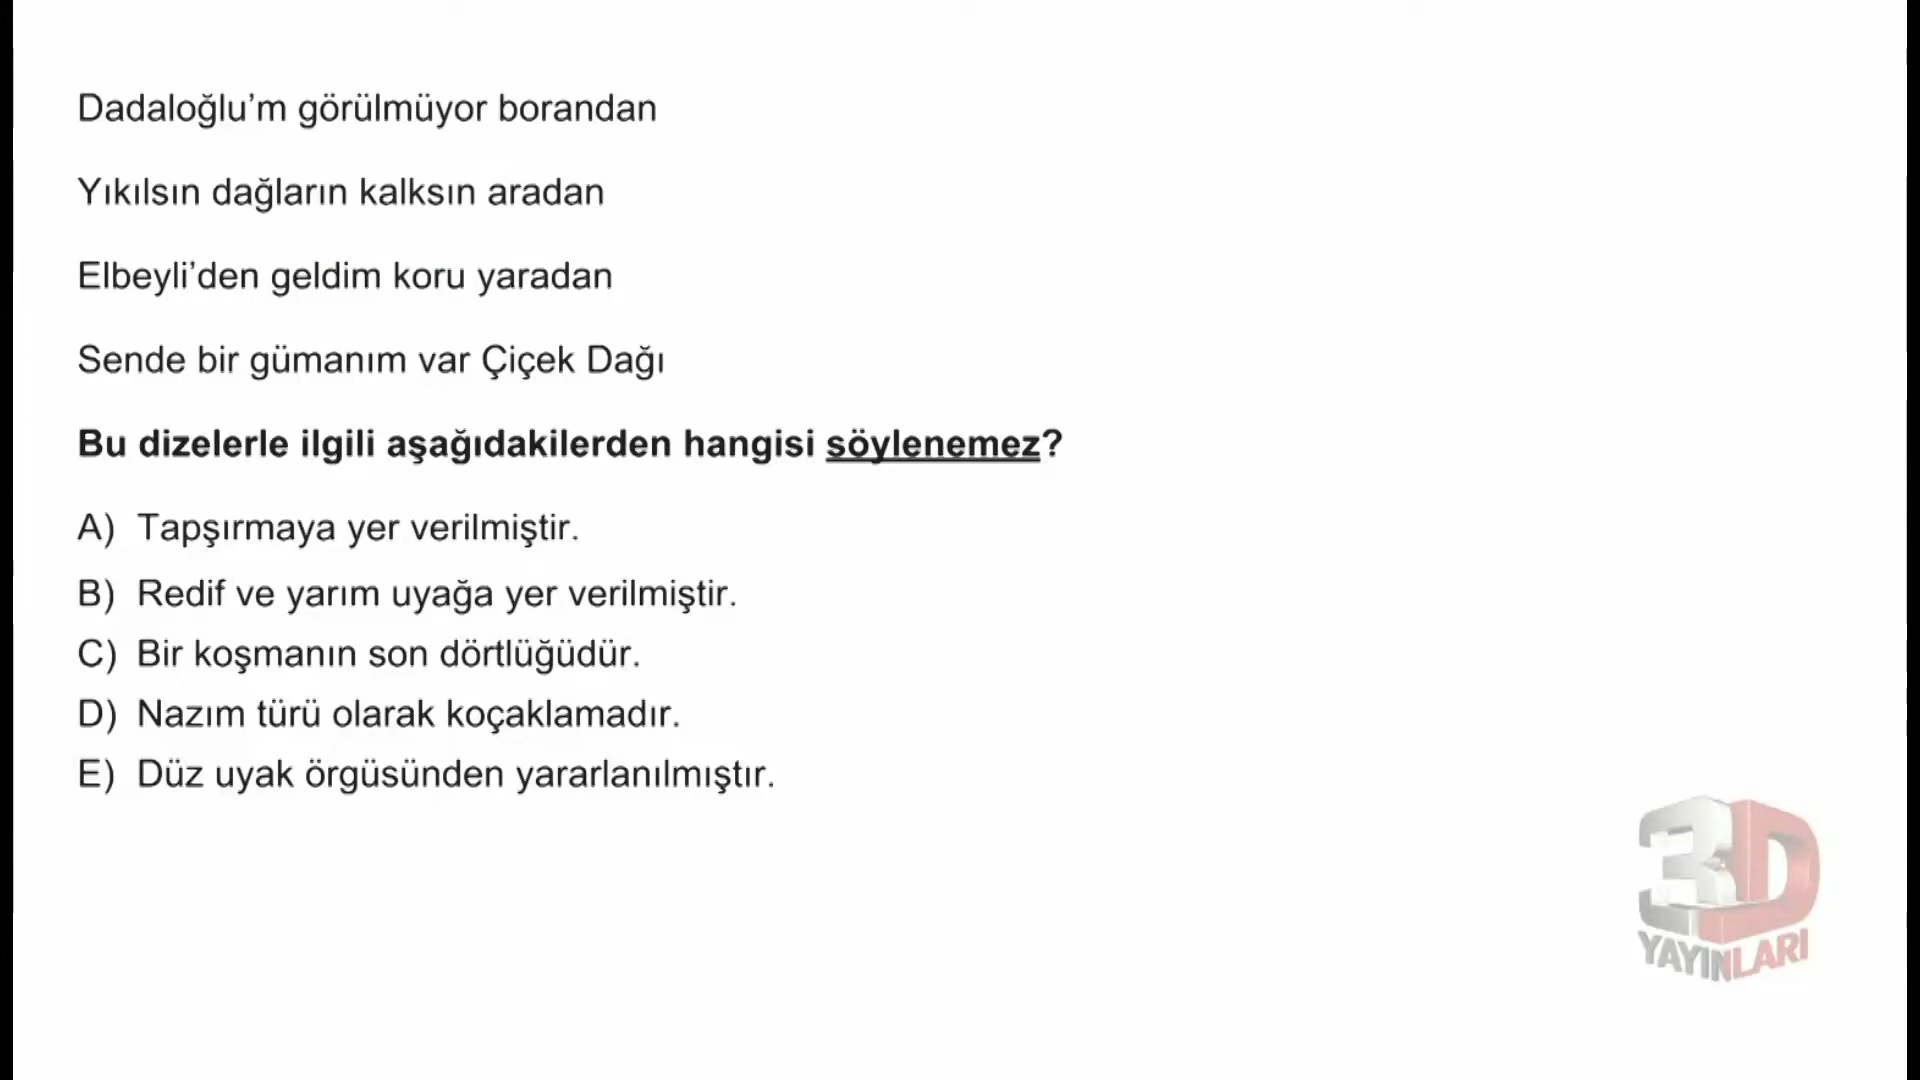 Dadaloğlu’m görülmüyor borandan
Yıkılsın dağların kalksın aradan
Elbeyli’den geldim koru yaradan
Sende bir gümanım var Çiçek Dağı
Bu dizelerle ilgili aşağıdakilerden hangisi söylenemez?
A) Tapşırmaya yer verilmiştir.
B) Redif ve yarım uyağa yer verilmiştir.
C) Bir koşmanın son dörtlüğüdür.
D) Nazım türü olarak koçaklamadır.
E) Düz uyak örgüsünden yararlanılmıştır.
3D
YAYINLARI